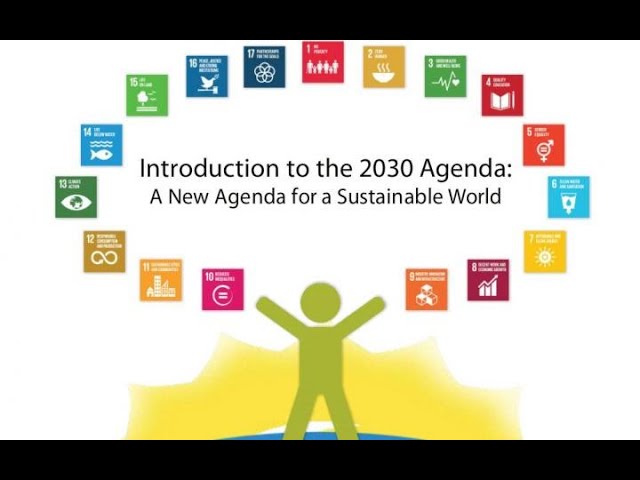 Introduction to the 2030 Agenda:
A New Agenda for a Sustainable World
1 NO
POVERTY
2 ZERO
HUNGER
3 GOOD HEALTH
AND WELL-BEING
4 QUALITY
EDUCATION
5 GENDER
EQUALITY
6 CLEAN WATER
AND SANITATION
7 AFFORDABLE AND
CLEAN ENERGY
8 DECENT WORK AND
ECONOMIC GROWTH
9 INDUSTRY, INNOVATION
AND INFRASTRUCTURE
10 REDUCED
INEQUALITIES
11 SUSTAINABLE CITIES
AND COMMUNITIES
12 RESPONSIBLE
CONSUMPTION
AND PRODUCTION
13 CLIMATE
ACTION
14 LIFE
BELOW WATER
15 LIFE
ON LAND
16 PEACE, JUSTICE
AND STRONG
INSTITUTIONS
17 PARTNERSHIPS
FOR THE GOALS